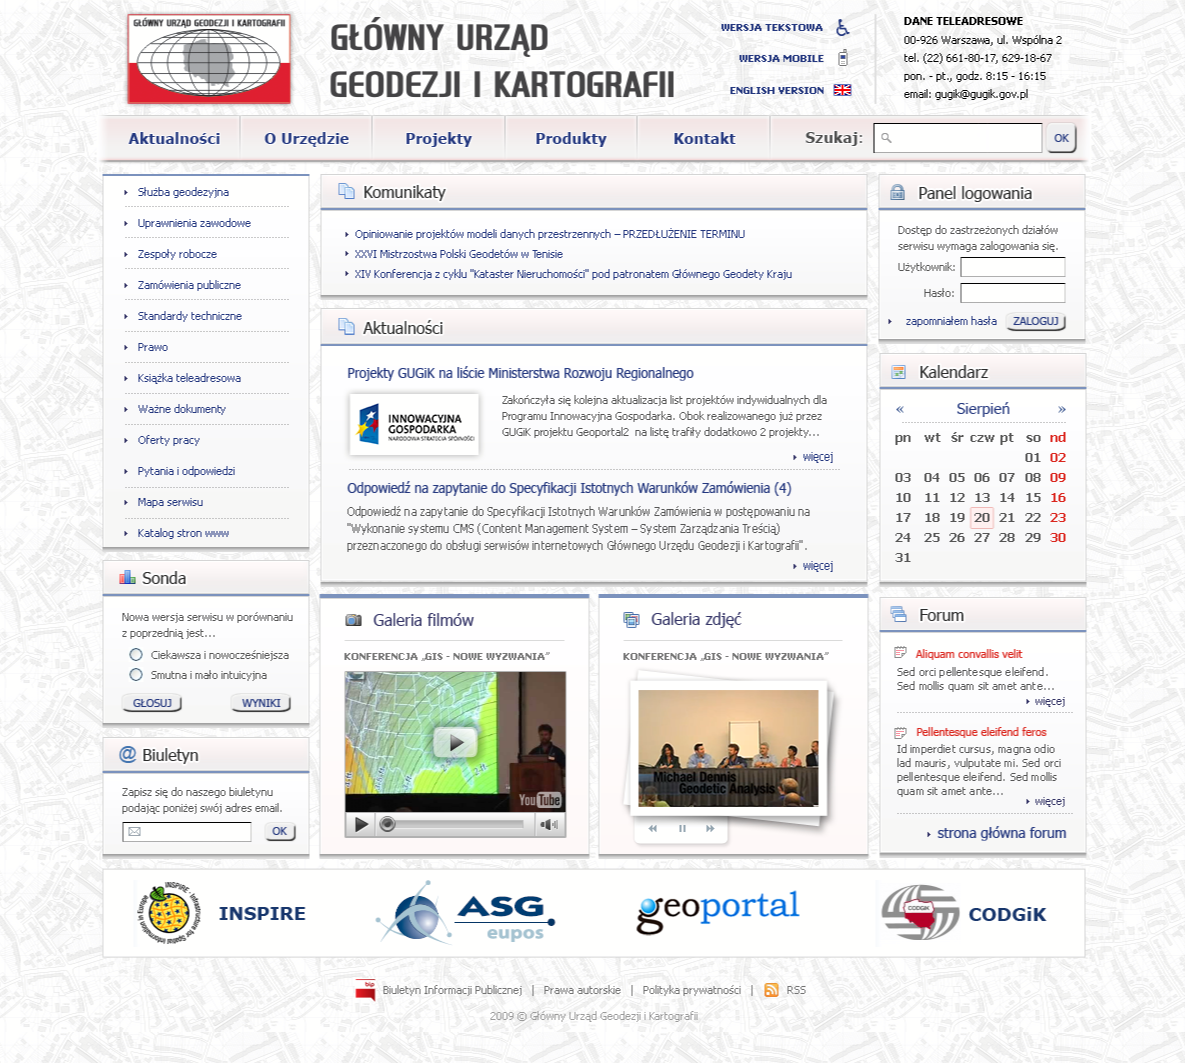 GŁÓWNY URZĄD GEODEZJI I KARTOGRAFII
GŁÓWNY URZĄD
GEODEZJI I KARTOGRAFII
WERSJA TEKSTOWA
WERSJA MOBILE
ENGLISH VERSION
DANE TELEADRESOWE
00-926 Warszawa, ul. Wspólna 2
tel. (22) 661-80-17, 629-18-67
pon. - pt., godz. 8:15 - 16:15
email: gugik@gugik.gov.pl
Aktualności
O Urzędzie
Projekty
Produkty
Kontakt
Szukaj:
OK
Służba geodezyjna
Uprawnienia zawodowe
Zespoły robocze
Zamówienia publiczne
Standardy techniczne
Prawo
Książka teleadresowa
Ważne dokumenty
Oferty pracy
Pytania i odpowiedzi
Mapa serwisu
Katalog stron www
Sonda
Nowa wersja serwisu w porównaniu
z poprzednią jest...
Ciekawsza i nowocześniejsza
Smutna i mało intuicyjna
GŁOSUJ WYNIKI
Biuletyn
Zapisz się do naszego biuletynu
podając poniżej swój adres email.
OK
Komunikaty
Opiniowanie projektów modeli danych przestrzennych – PRZEDŁUŻENIE TERMINU
XXVI Mistrzostwa Polski Geodetów w Tenisie
XIV Konferencja z cyklu "Kataster Nieruchomości" pod patronatem Głównego Geodety Kraju
Aktualności
Projekty GUGiK na liście Ministerstwa Rozwoju Regionalnego
INNOWACYJNA
GOSPODARKA
NARODOWA STRATEGIA SPÓJNOŚCI
Zakończyła się kolejna aktualizacja list projektów indywidualnych dla
Programu Innowacyjna Gospodarka. Obok realizowanego już przez
GUGiK projektu Geoportal2 na listę trafiły dodatkowo 2 projekty...
więcej
Odpowiedź na zapytanie do Specyfikacji Istotnych Warunków Zamówienia (4)
Odpowiedź na zapytanie do Specyfikacji Istotnych Warunków Zamówienia w postępowaniu na
"Wykonanie systemu CMS (Content Management System – System Zarządzania Treścią)
przeznaczonego do obsługi serwisów internetowych Głównego Urzędu Geodezji i Kartografii".
więcej
Galeria filmów
KONFERENCJA „GIS - NOWE WYZWANIA”
YouTube
Galeria zdjęć
KONFERENCJA „GIS - NOWE WYZWANIA”
Michael Dennis
Geodetic Analysis
Panel logowania
Dostęp do zastrzeżonych działów
serwisu wymaga zalogowania się.
Użytkownik:
Hasło:
zapomniałem hasła ZALOGUJ
Kalendarz
« Sierpień »
pn wt śr czw pt so nd
01 02
03 04 05 06 07 08 09
10 11 12 13 14 15 16
17 18 19 20 21 22 23
24 25 26 27 28 29 30
31
Forum
Aliquam convallis velit
Sed orci pellentesque eleifend.
Sed mollis quam sit amet ante...
więcej
Pellentesque eleifend feros
Id imperdiet cursus, magna odio
lad mauris, vulputate mi. Sed orci
pellentesque eleifend. Sed mollis
quam sit amet ante...
więcej
strona główna forum
INSPIRE - Infrastructure for Spatial Information in Europe
INSPIRE
ASG.
eupos
geoportal
CODGiK
CODGiK
bip
Biuletyn Informacji Publicznej | Prawa autorskie | Polityka prywatności | RSS
2009 © Główny Urząd Geodezji i Kartografii